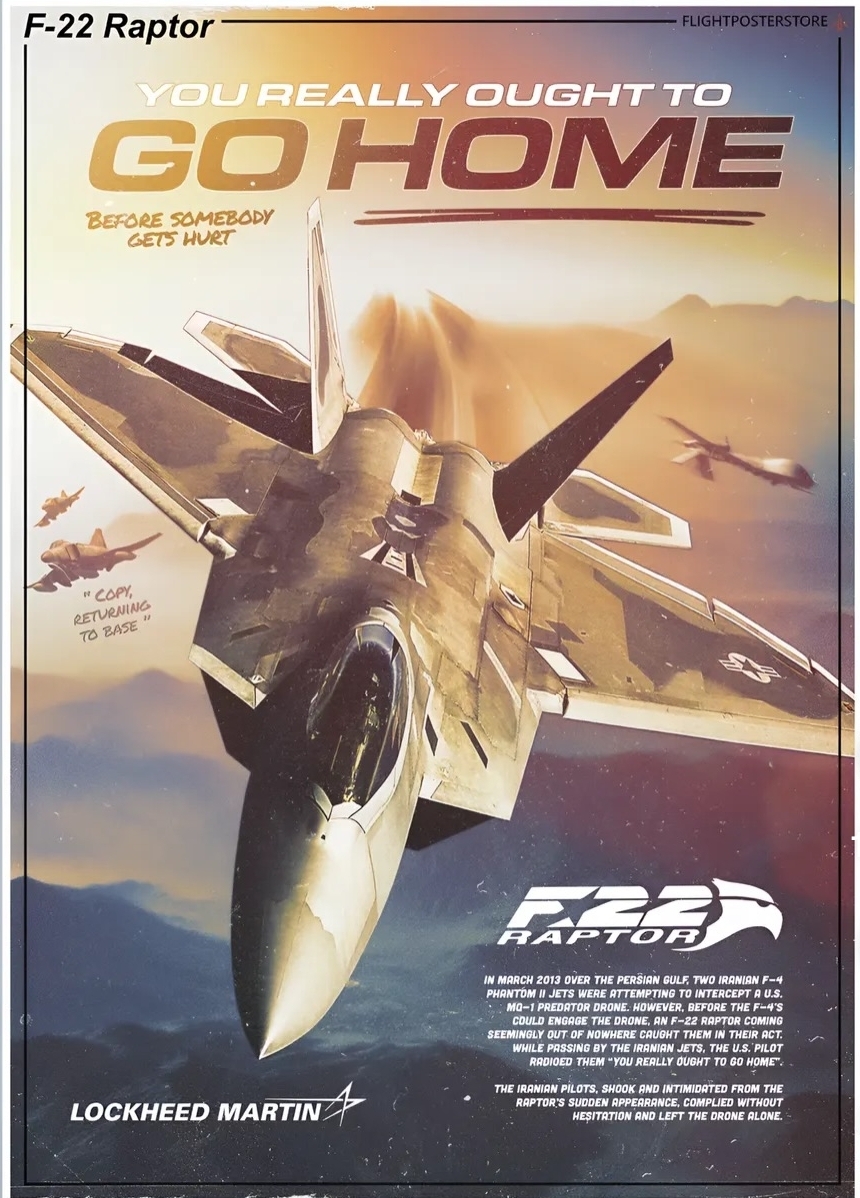 F-22 Raptor
FLIGHTPOSTERSTORE
YOU REALLY OUGHT TO
GO HOME
BEFORE SOMEBODY
GETS HURT
" COPY,
RETURNING
TO BASE "
F-22
RAPTOR
IN MARCH 2013 OVER THE PERSIAN GULF, TWO IRANIAN F-4
PHANTOM II JETS WERE ATTEMPTING TO INTERCEPT A U.S.
MQ-1 PREDATOR DRONE. HOWEVER, BEFORE THE F-4'S
COULD ENGAGE THE DRONE, AN F-22 RAPTOR COMING
SEEMINGLY OUT OF NOWHERE CAUGHT THEM IN THEIR ACT.
WHILE PASSING BY THE IRANIAN JETS, THE U.S. PILOT
RADIOED THEM "YOU REALLY OUGHT TO GO HOME".
THE IRANIAN PILOTS, SHOOK AND INTIMIDATED FROM THE
RAPTOR'S SUDDEN APPEARANCE, COMPLIED WITHOUT
HESITATION AND LEFT THE DRONE ALONE.
LOCKHEED MARTIN